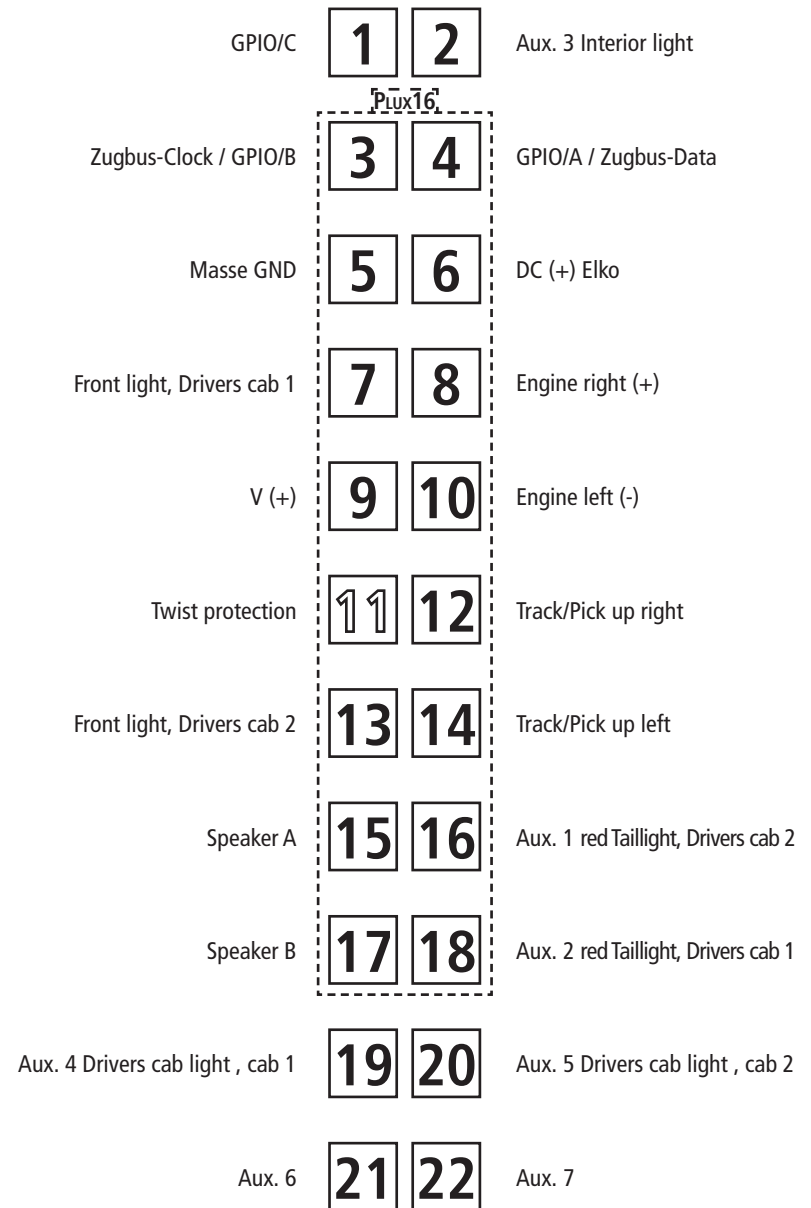 GPIO/C 1 2 Aux. 3 Interior light
PLUX16
Zugbus-Clock / GPIO/B 3 4 GPIO/A / Zugbus-Data
Masse GND 5 6 DC (+) Elko
Front light, Drivers cab 1 7 8 Engine right (+)
V (+) 9 10 Engine left (-)
Twist protection 11 12 Track/Pick up right
Front light, Drivers cab 2 13 14 Track/Pick up left
Speaker A 15 16 Aux. 1 red Taillight, Drivers cab 2
Speaker B 17 18 Aux. 2 red Taillight, Drivers cab 1
Aux. 4 Drivers cab light , cab 1 19 20 Aux. 5 Drivers cab light , cab 2
Aux. 6 21 22 Aux. 7